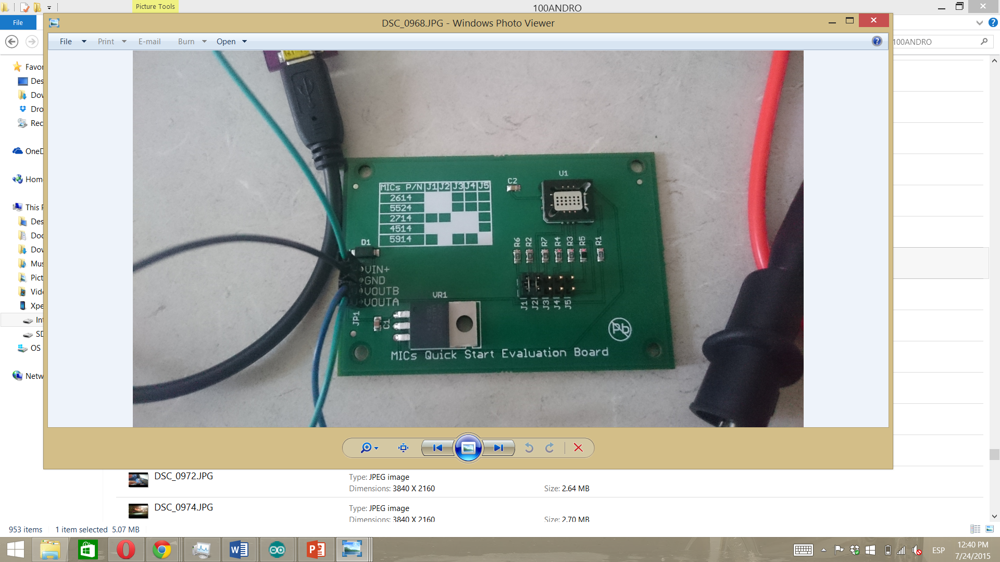 Picture Tools
100ANDRO
File
DSC_0968.JPG - Windows Photo Viewer
File
Print
E-mail
Burn
Open
100ANDRO
Favor
Des
Dov
Dro
Rec
OneD
Hom
This P
Des
Doc
Dov
Mus
Pict
Vide
Xpe
Int
SD
OS
Netw
U1
C2
MICs P/N J1 J2 J3 J4 J5
2614
5524
2714
4514
5914
D1
R6 R2 R7 R4 R3 R5 R1
VIN+
GND
VOUTB
VOUTA
VR1
J1 J2 J3 J4 J5
JP1
C1
Pb
MICs Quick Start Evaluation Board
DSC_0972.JPG
Type: JPEG image
Dimensions: 3840 X 2160
Size: 2.64 MB
DSC_0974.JPG
Type: JPEG image
Dimensions: 3840 X 2160
Size: 2.70 MB
953 items
1 item selected 5.07 MB
ESP
12:40 PM
7/24/2015